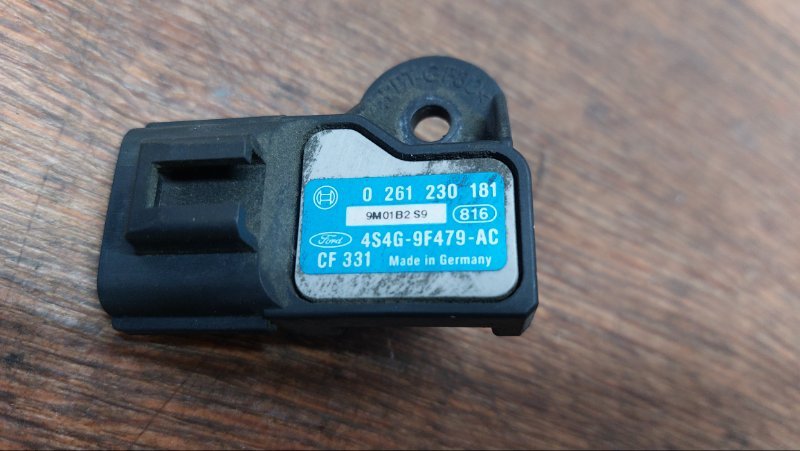 0 261 230 181
9M01B2 S9
816
Ford
4S4G-9F479-AC
CF 331
Made in Germany